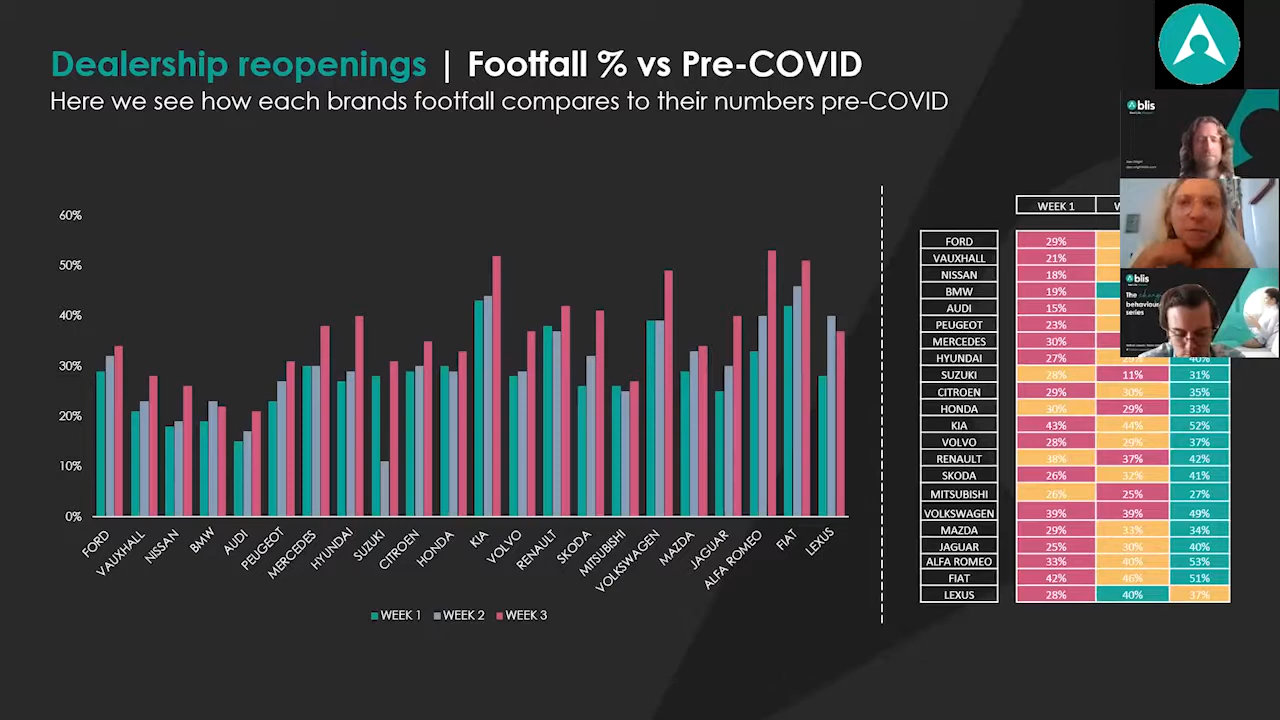 Dealership reopenings | Footfall % vs Pre-COVID
Here we see how each brands footfall compares to their numbers pre-COVID
60%
50%
40%
30%
20%
10%
0%
FORD
VAUXHALL
NISSAN
BMW
AUDI
PEUGEOT
MERCEDES
HYUNDAI
SUZUKI
CITROEN
HONDA
KIA
VOLVO
RENAULT
SKODA
MITSUBISHI
VOLKSWAGEN
MAZDA
JAGUAR
ALFA ROMEO
FIAT
LEXUS
WEEK 1 WEEK 2 WEEK 3
WEEK 1
FORD 29%
VAUXHALL 21%
NISSAN 18%
BMW 19%
AUDI 15%
PEUGEOT 23%
MERCEDES 30%
HYUNDAI 27% 29% 40%
SUZUKI 28% 11% 31%
CITROEN 29% 30% 35%
HONDA 30% 29% 33%
KIA 43% 44% 52%
VOLVO 28% 29% 37%
RENAULT 38% 37% 42%
SKODA 26% 32% 41%
MITSUBISHI 26% 25% 27%
VOLKSWAGEN 39% 39% 49%
MAZDA 29% 33% 34%
JAGUAR 25% 30% 40%
ALFA ROMEO 33% 40% 53%
FIAT 42% 46% 51%
LEXUS 28% 40% 37%
blis
blis
The
behaviour
series